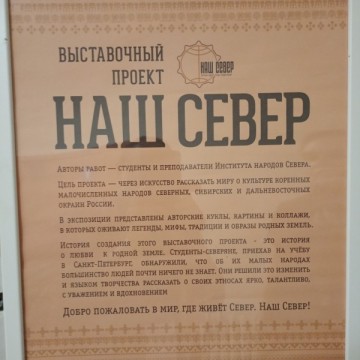 ВЫСТАВОЧНЫЙ
ПРОЕКТ
НАШ СЕВЕР
НАШ СЕВЕР
Авторы работ — студенты и преподаватели Института народов Севера.
Цель проекта — через искусство рассказать миру о культуре коренных
малочисленных народов северных, сибирских и дальневосточных
окраин России.
В экспозиции представлены авторские куклы, картины и коллажи,
в которых оживают легенды, мифы, традиции и образы родных земель.
История создания этого выставочного проекта - это история
о любви к родной земле. Студенты-северяне, приехав на учёбу
в Санкт-Петербург, обнаружили, что об их малых народах
большинство людей почти ничего не знает. Они решили это изменить
и языком творчества рассказать о своих этносах ярко, талантливо,
с уважением и вдохновением
Добро пожаловать в мир, где живёт Север. Наш Север!